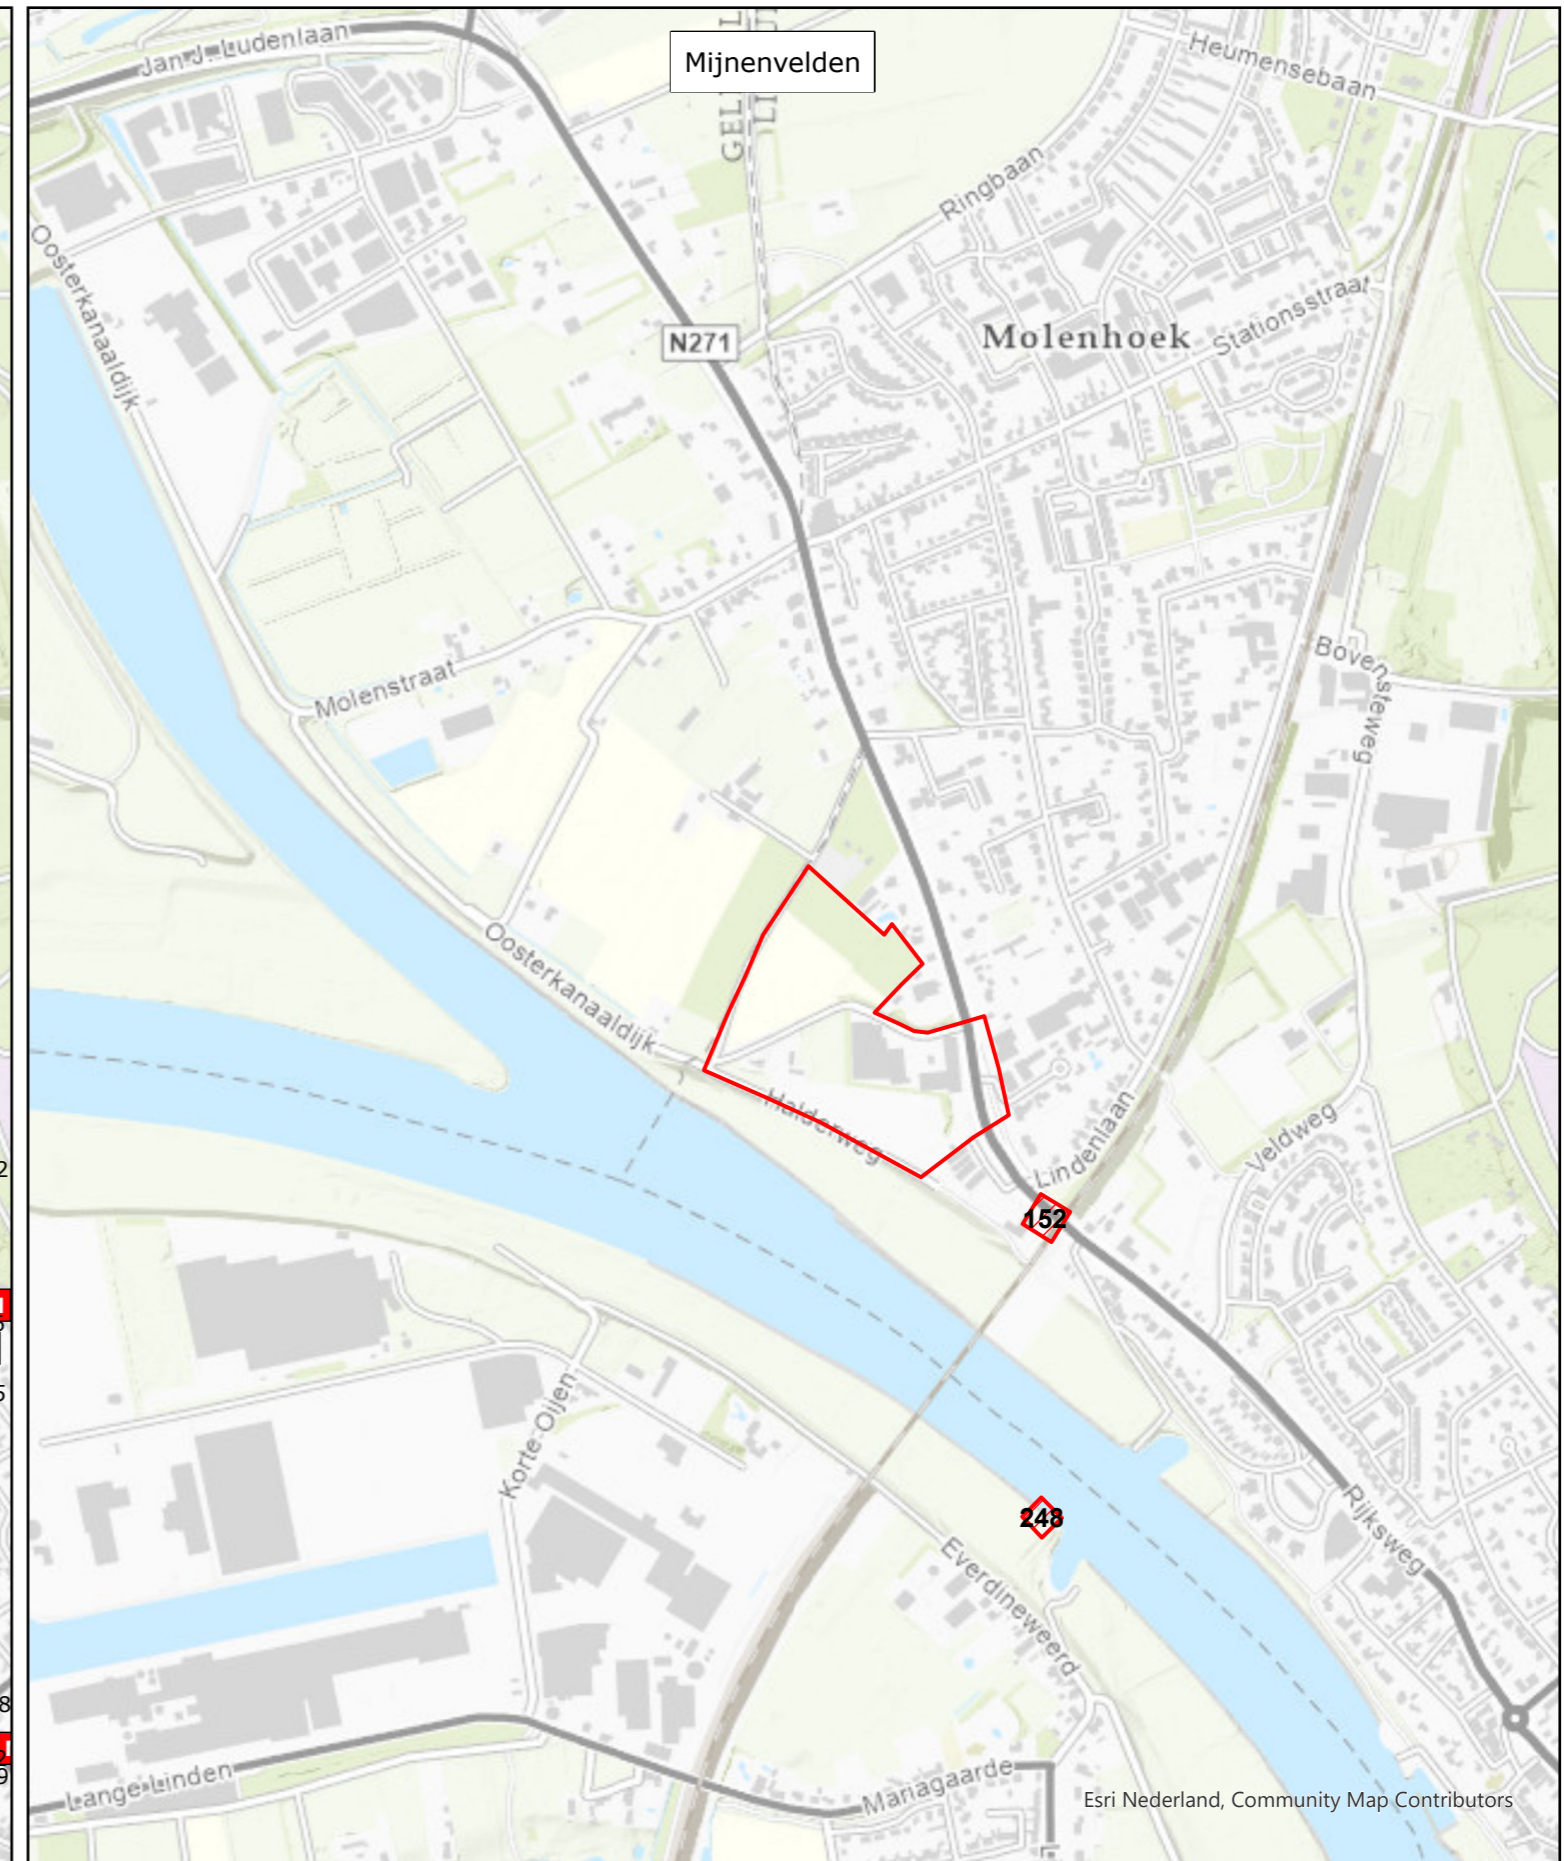 Jan J. Ludenlaan
Mijnenvelden
Heumensebaan
Ringbaan
Oosterkanaaldijk
N271
Molenhoek
Stationsstraat
Molenstraat
Bovensteweg
Oosterkanaaldijk
Halderweg
Lindenlaan
Veldweg
152
Korte Oijen
248
Rijksweg
Everdineweerd
Lange Linden
Mariagaarde
Esri Nederland, Community Map Contributors